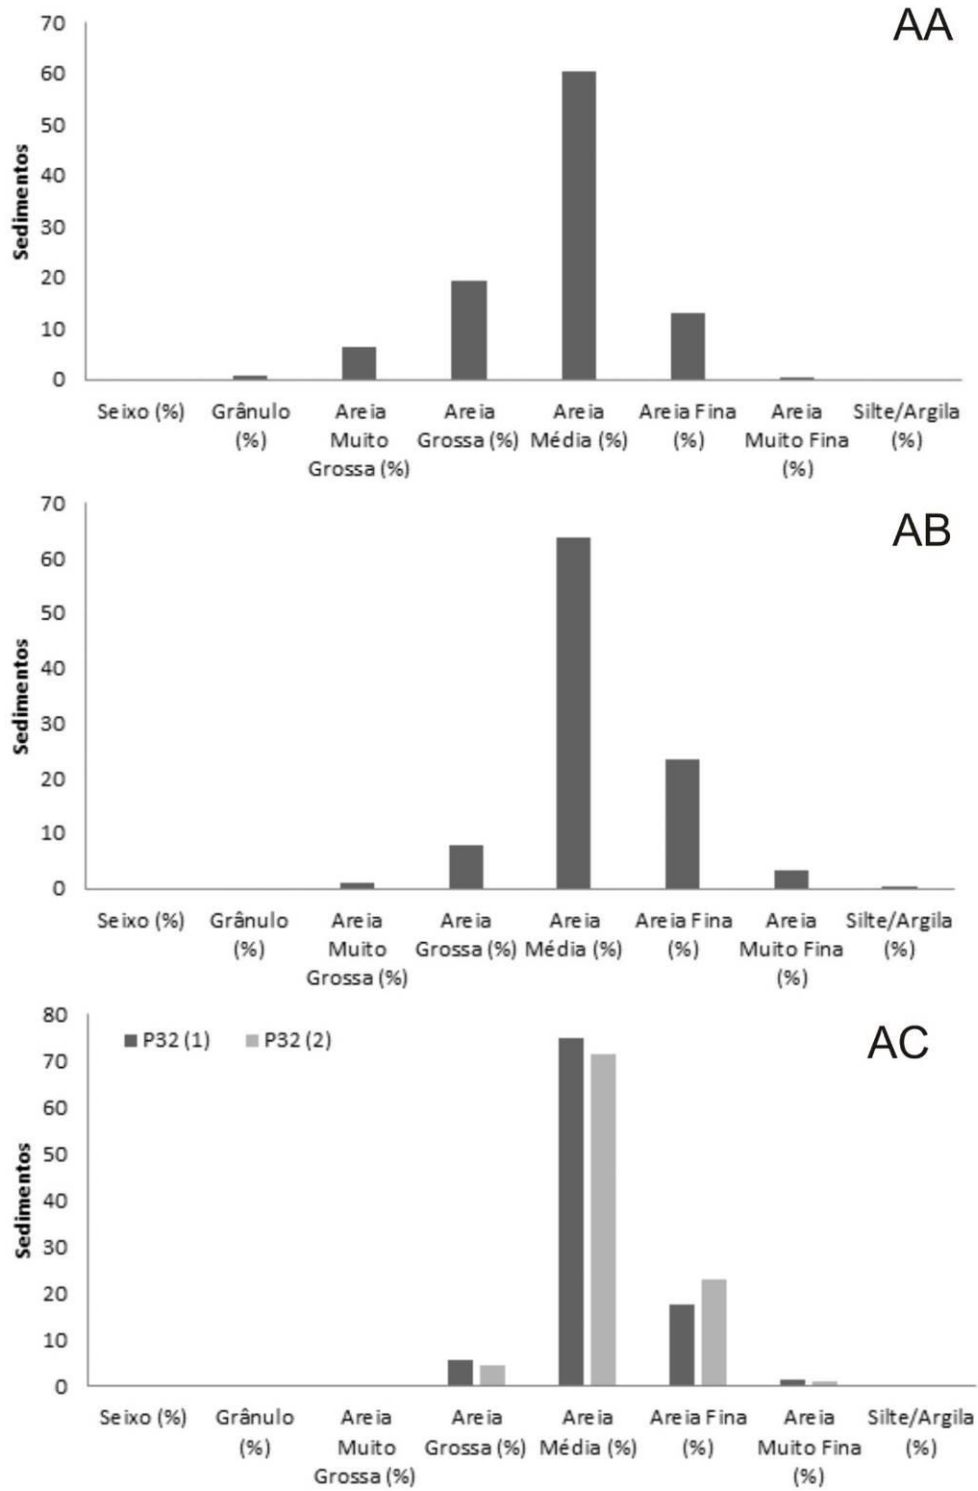 AA
70
60
50
40
30
20
10
0
Sedimentos
Seixo (%) Grânulo Areia Areia Areia Areia Fina Areia Silte/Argila
(%) Muito Grossa (%) Média (%) (%) Muito Fina (%)
Grossa (%) (%)
AB
70
60
50
40
30
20
10
0
Sedimentos
Seixo (%) Grânulo Areia Areia Areia Areia Fina Areia Silte/Argila
(%) Muito Grossa (%) Média (%) (%) Muito Fina (%)
Grossa (%) (%)
AC
P32 (1) P32 (2)
80
70
60
50
40
30
20
10
0
Sedimentos
Seixo (%) Grânulo Areia Areia Areia Areia Fina Areia Silte/Argila
(%) Muito Grossa (%) Média (%) (%) Muito Fina (%)
Grossa (%) (%)